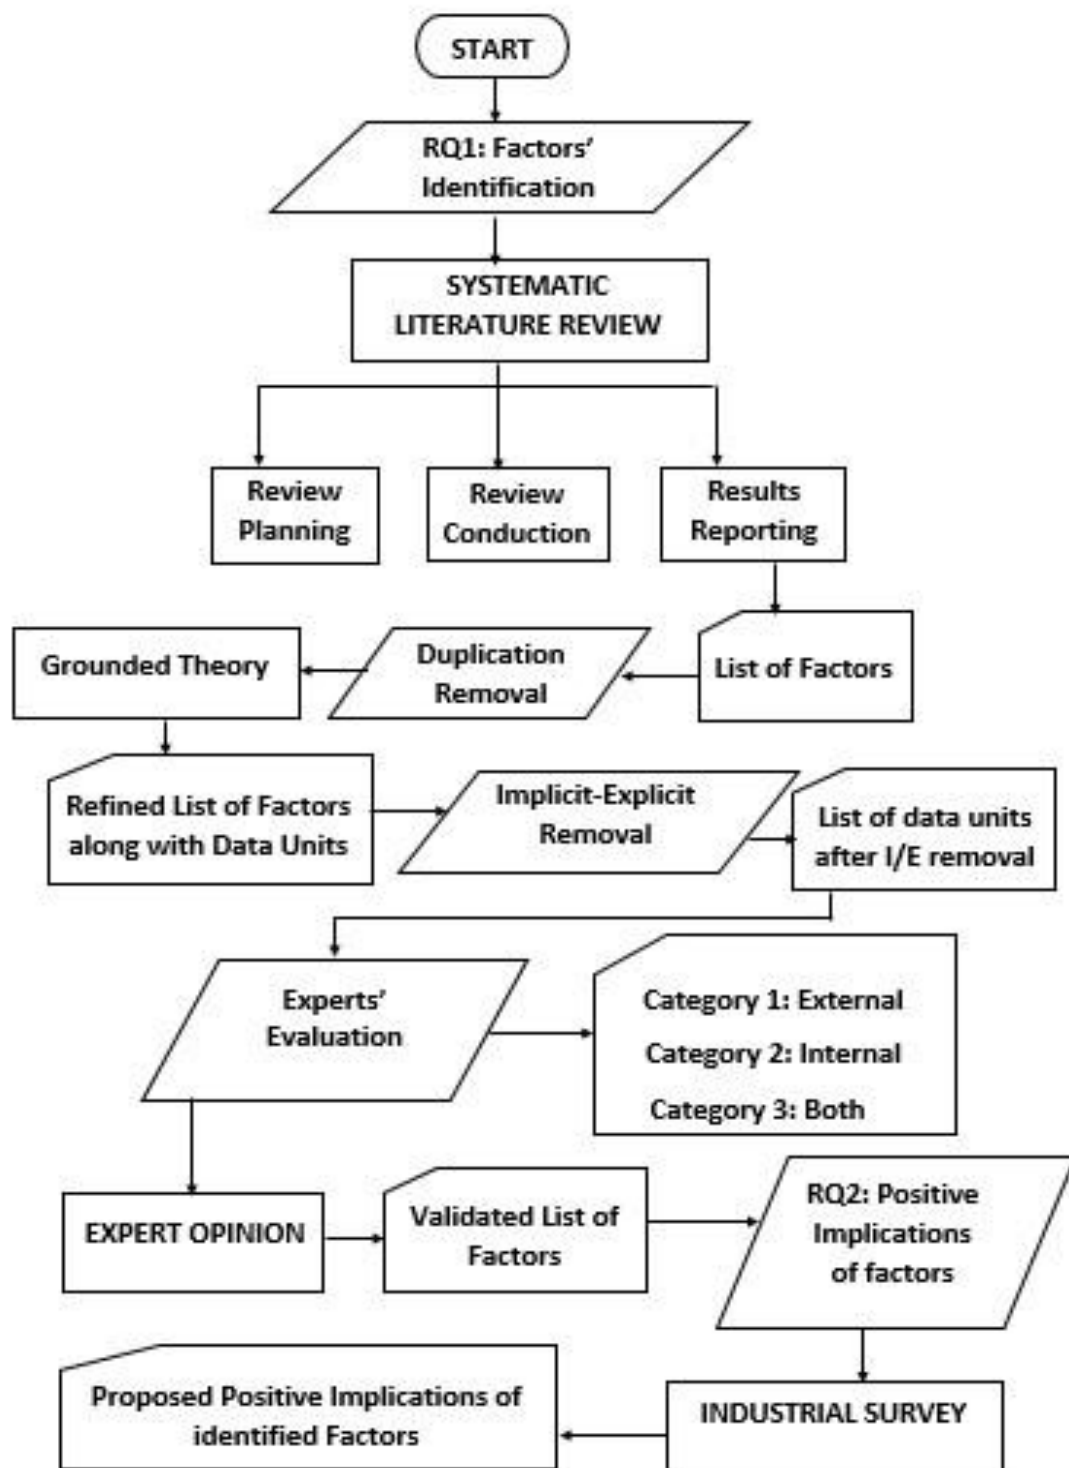 START
RQ1: Factors'
Identification
SYSTEMATIC
LITERATURE REVIEW
Review
Planning
Review
Conduction
Results
Reporting
Grounded Theory
Duplication
Removal
List of Factors
Refined List of Factors
along with Data Units
Implicit-Explicit
Removal
List of data units
after I/E removal
Experts'
Evaluation
Category 1: External
Category 2: Internal
Category 3: Both
EXPERT OPINION
Validated List of
Factors
RQ2: Positive
Implications
of factors
Proposed Positive Implications of
identified Factors
INDUSTRIAL SURVEY